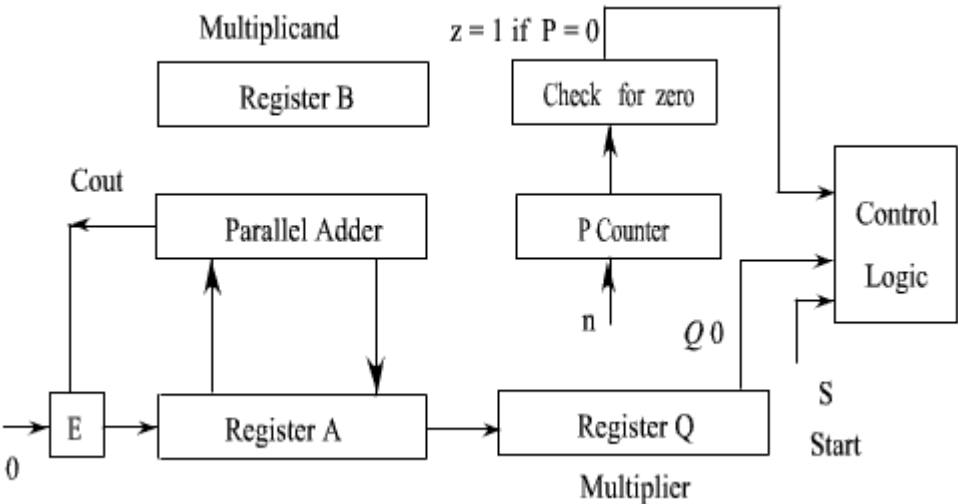 Multiplicand
z = 1 if P = 0
Register B
Check for zero
Cout
Parallel Adder
P Counter
Control
Logic
n
Q 0
S
Start
E
Register A
Register Q
0
Multiplier